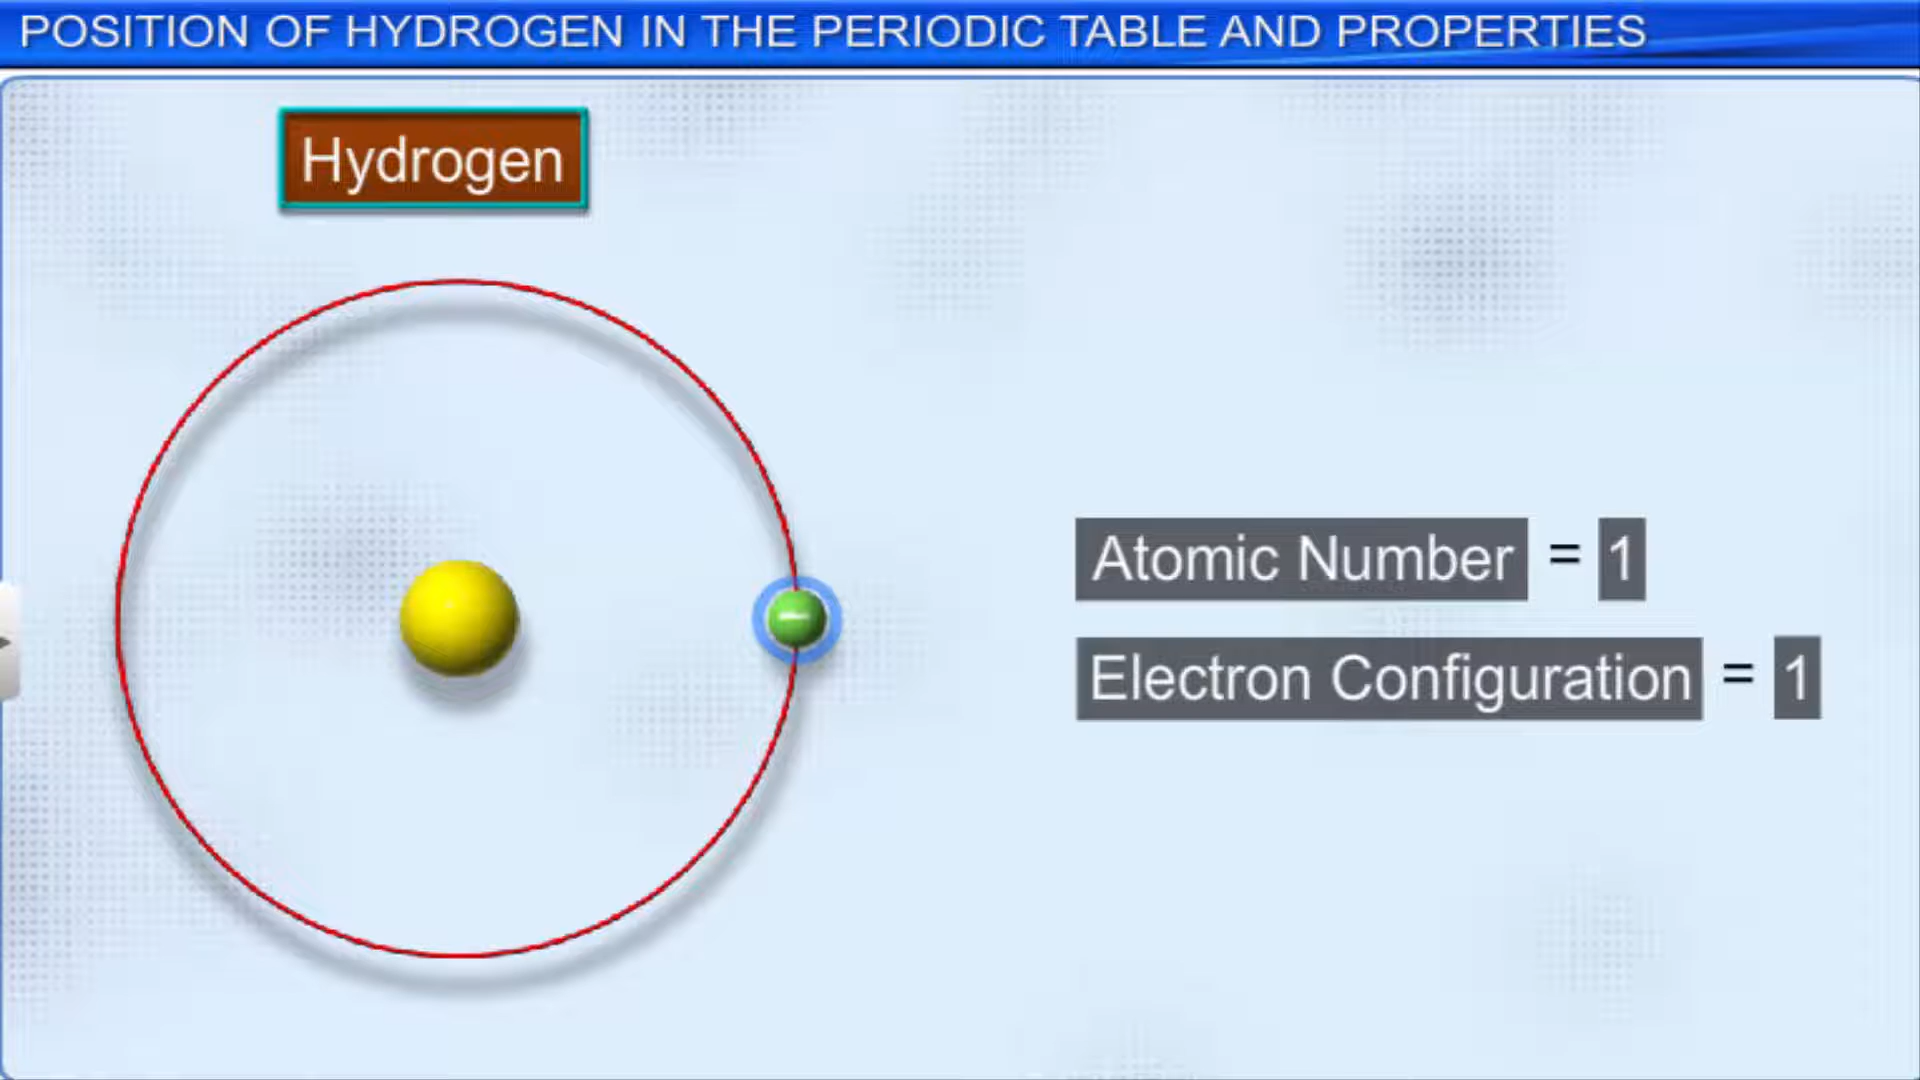 POSITION OF HYDROGEN IN THE PERIODIC TABLE AND PROPERTIES
Hydrogen
Atomic Number = 1
Electron Configuration = 1